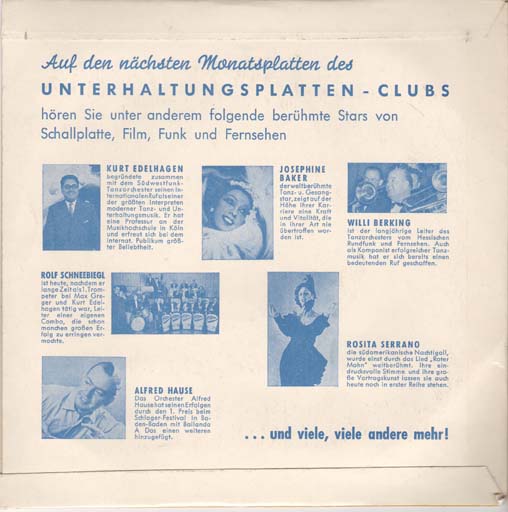 Auf den nächsten Monatsplatten des
UNTERHALTUNGSPLATTEN - CLUBS
hören Sie unter anderem folgende berühmte Stars von
Schallplatte, Film, Funk und Fernsehen
KURT EDELHAGEN
begründete zusammen
mit dem Südwestfunk-
Tanzorchester seinen In-
ternationalen Ruf als einer
der größten Interpreten
moderner Tanz- und Un-
terhaltungsmusik. Er hat
eine Professur an der
Musikhochschule in Köln
und erfreut sich bei dem
internat. Publikum größ-
ter Beliebtheit.
JOSEPHINE
BAKER
der weltberühmte
Tanz- u. Gesang-
star, zeigt auf der
Höhe ihrer Kar-
riere eine Kraft
und Vitalität, die
in ihrer Art nie
übertroffen wor-
den ist.
WILLI BERKING
ist der langjährige Leiter des
Tanzorchesters vom Hessischen
Rundfunk und Fernsehen. Auch
als Komponist erfolgreicher Tanz-
musik hat er sich bereits einen
bedeutenden Ruf geschaffen.
ROLF SCHNEEBIEGL
ist heute, nachdem er
lange Zeit als 1. Trom-
peter bei Max Gre-
ger und Kurt Edel-
hagen tätig war, Lei-
ter einer eigenen
Combo, die schon
manchen großen Er-
folg zu erringen ver-
mochte.
ROSITA SERRANO
die südamerikanische Nachtigall,
wurde einst durch das Lied „Roter
Mohn" weltberühmt. Ihre ein-
drucksvolle Stimme und ihre gro-
ße Vortragskunst lassen sie auch
heute noch in erster Reihe stehen.
ALFRED HAUSE
Das Orchester Alfred
Hause hat seinen Erfolgen
durch den 1. Preis beim
Schlager-Festival in Ba-
den-Baden mit Bailanda
A Dos einen weiteren
hinzugefügt.
... und viele, viele andere mehr!